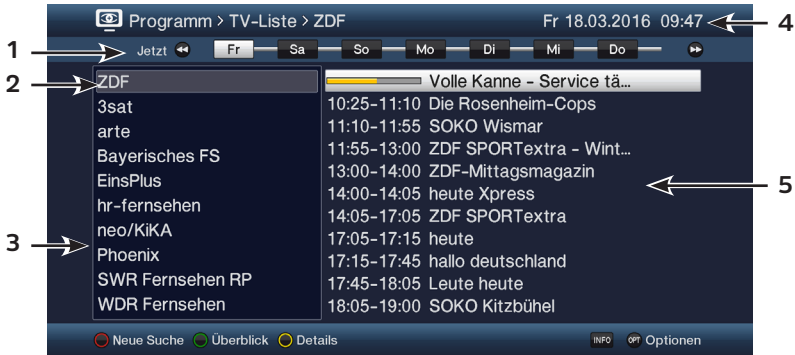 Programm > TV-Liste > ZDF Fr 18.03.2016 09:47 4
1 Jetzt Fr Sa So Mo Di Mi Do
2 ZDF Volle Kanne - Service tä...
3sat 10:25-11:10 Die Rosenheim-Cops
arte 11:10-11:55 SOKO Wismar
Bayerisches FS 11:55-13:00 ZDF SPORTextra - Wint...
EinsPlus 13:00-14:00 ZDF-Mittagsmagazin
5
hr-fernsehen 14:00-14:05 heute Xpress
neo/KiKA 14:05-17:05 ZDF SPORTextra
3
Phoenix 17:05-17:15 heute
17:15-17:45 hallo deutschland
SWR Fernsehen RP 17:45-18:05 Leute heute
WDR Fernsehen 18:05-19:00 SOKO Kitzbühel
Neue Suche Überblick Details INFO OPT Optionen